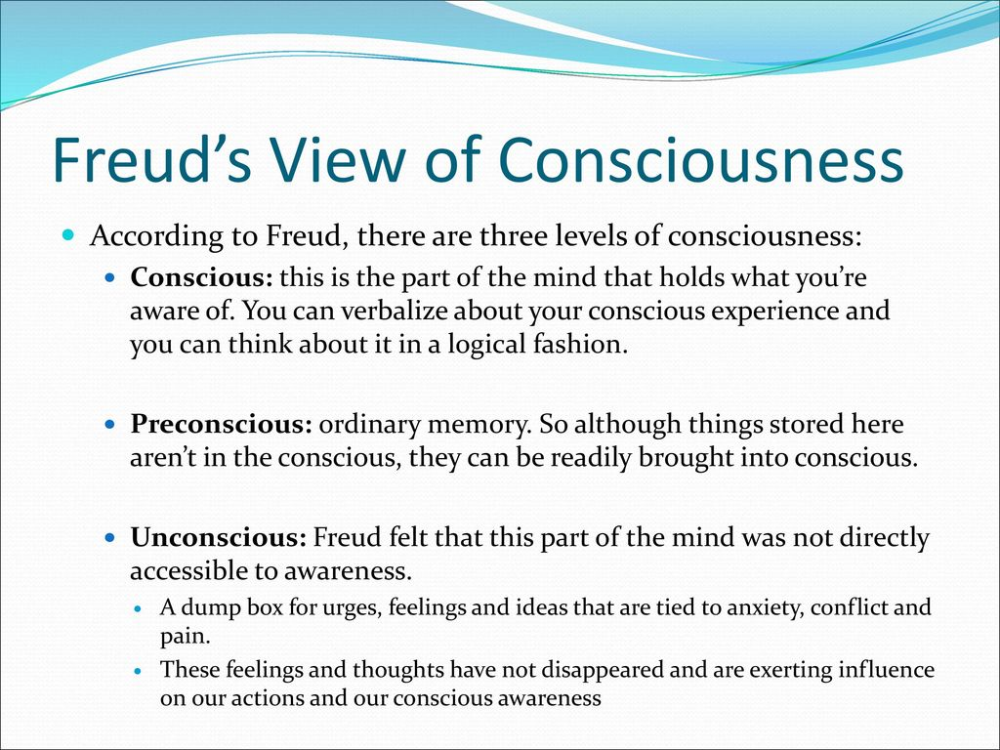 Freud’s View of Consciousness
According to Freud, there are three levels of consciousness:
Conscious: this is the part of the mind that holds what you’re
aware of. You can verbalize about your conscious experience and
you can think about it in a logical fashion.
Preconscious: ordinary memory. So although things stored here
aren’t in the conscious, they can be readily brought into conscious.
Unconscious: Freud felt that this part of the mind was not directly
accessible to awareness.
A dump box for urges, feelings and ideas that are tied to anxiety, conflict and
pain.
These feelings and thoughts have not disappeared and are exerting influence
on our actions and our conscious awareness